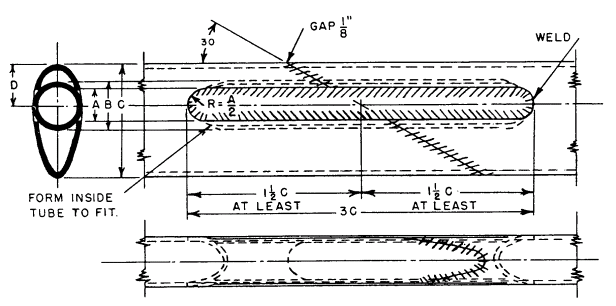 GAP 1/8"
30
WELD
D
A B C
R = A/2
FORM INSIDE
TUBE TO FIT.
1 1/2 C
AT LEAST
1 1/2 C
AT LEAST
3C